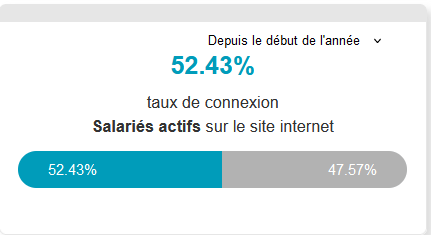 Depuis le début de l'année
52.43%
taux de connexion
Salariés actifs sur le site internet
52.43% 47.57%